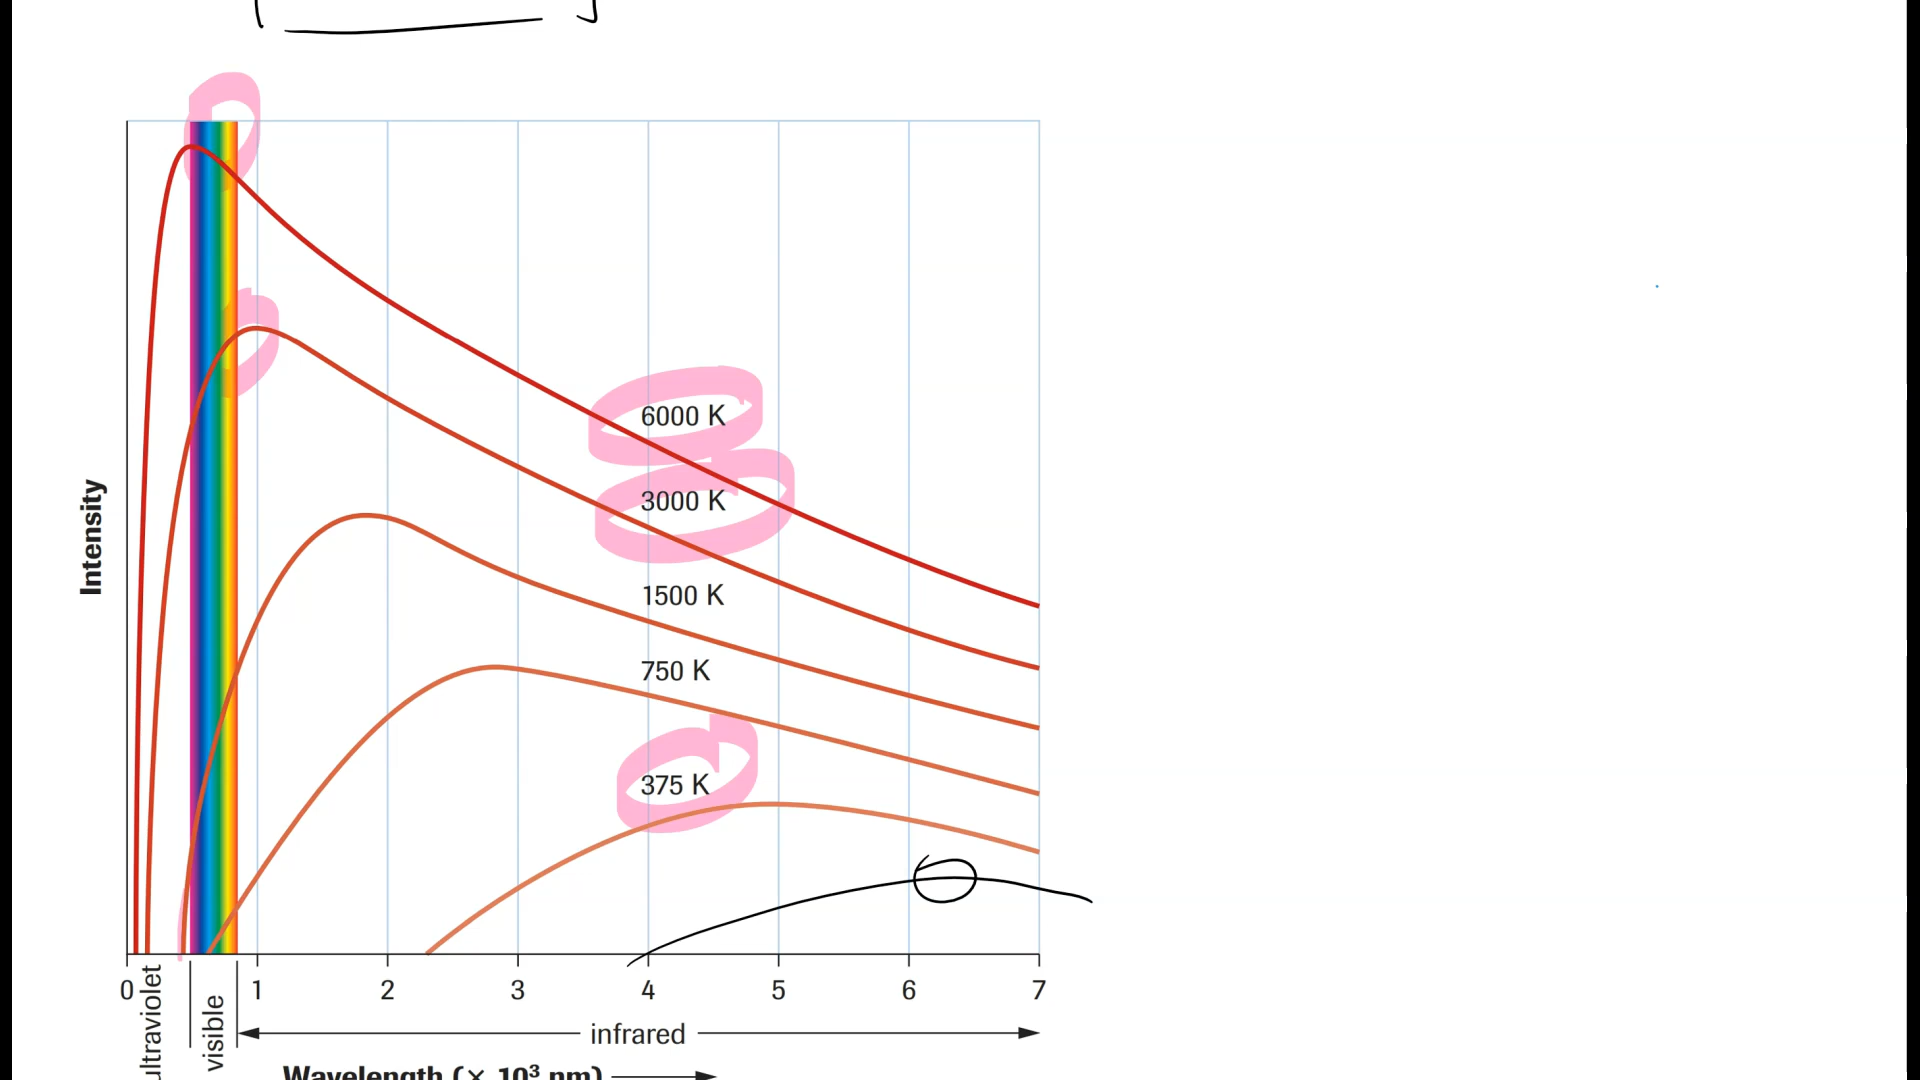 6000 K
3000 K
1500 K
750 K
375 K
Intensity
0 1 2 3 4 5 6 7
ultraviolet
visible
infrared
Wavelength (× 10³ nm)